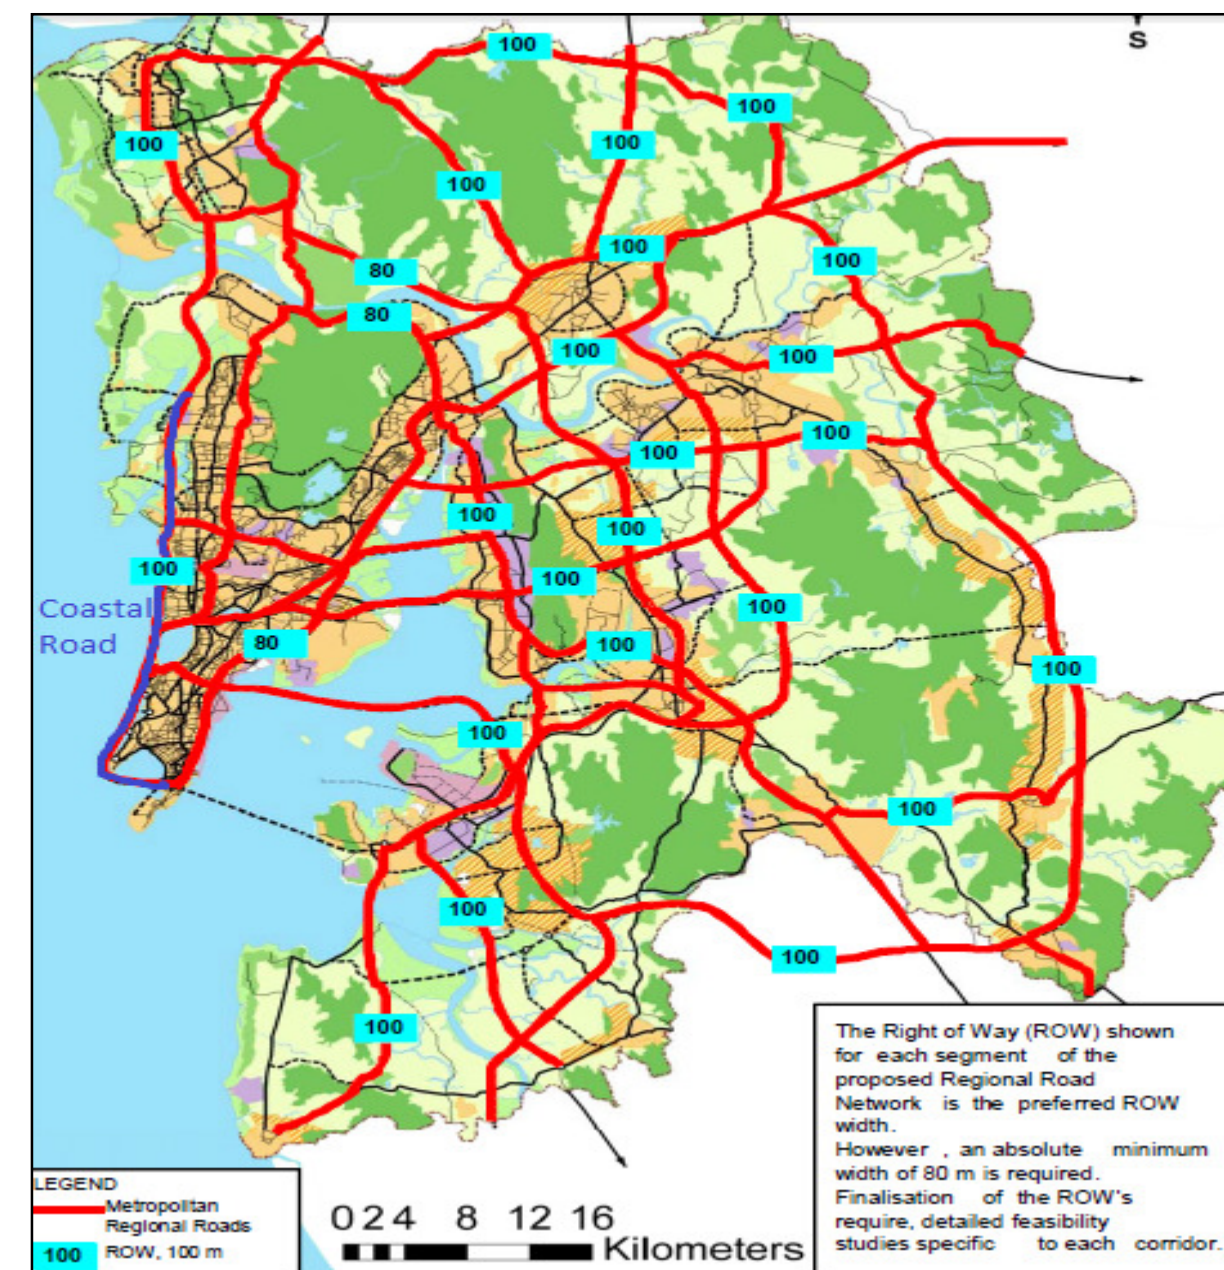 S
100
100
100
100
100
100
100
100
80
80
100
100
100
100
100
100
100
100
Coastal
Road
100
80
100
100
100
100
100
100
100
100
The Right of Way (ROW) shown
for each segment of the
proposed Regional Road
Network is the preferred ROW
width.
However , an absolute minimum
width of 80 m is required.
Finalisation of the ROW's
require, detailed feasibility
studies specific to each corridor.
LEGEND
Metropolitan
Regional Roads
100 ROW, 100 m
0 2 4 8 12 16
Kilometers